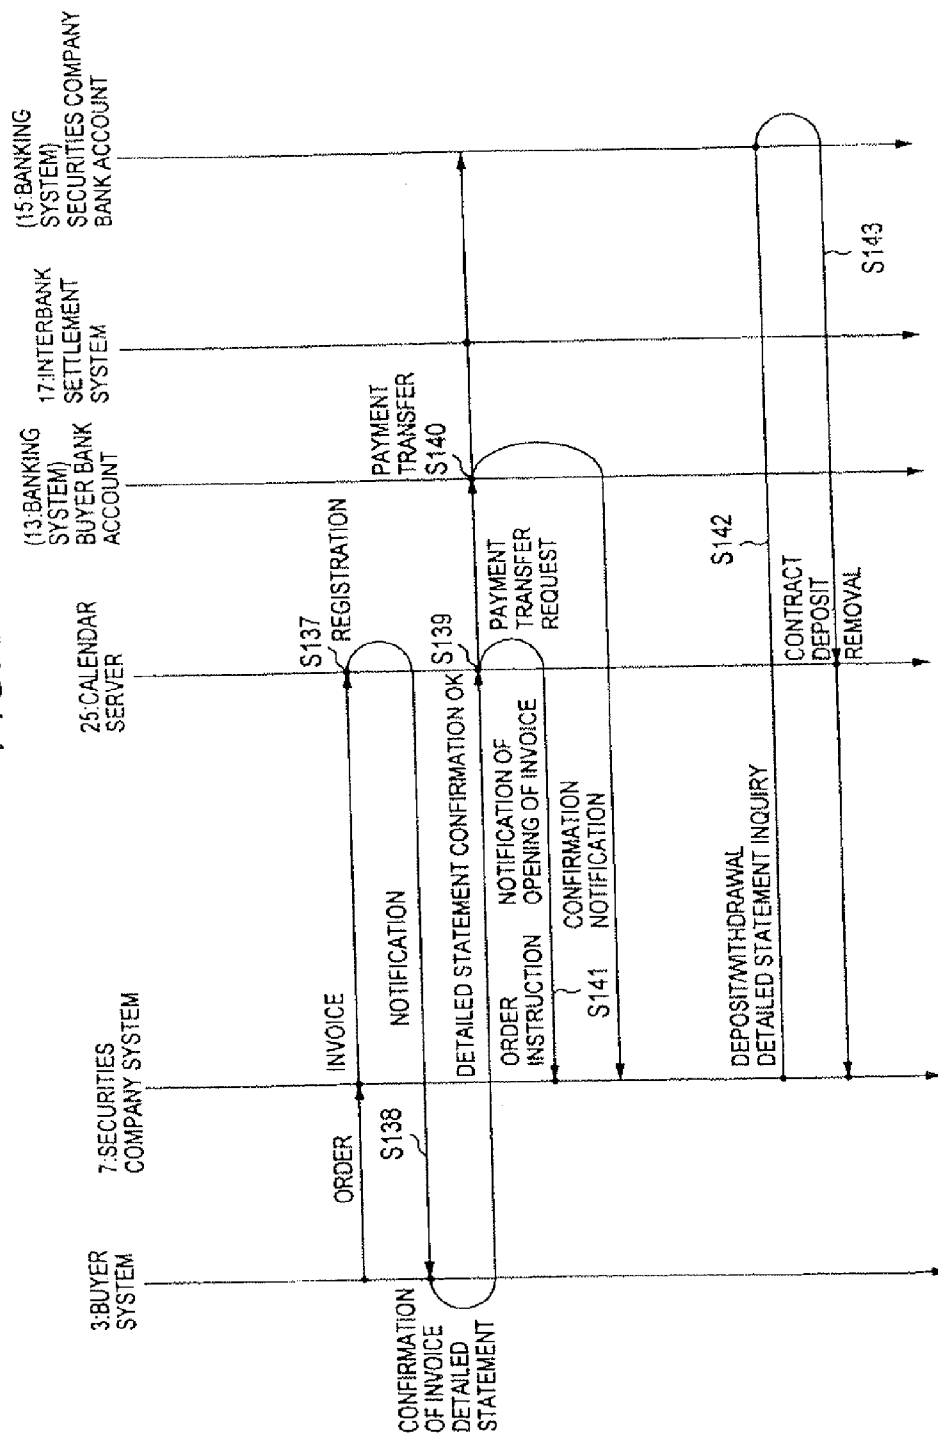 3:BUYER
SYSTEM
7:SECURITIES
COMPANY SYSTEM
25:CALENDAR
SERVER
(13:BANKING
SYSTEM)
BUYER BANK
ACCOUNT
17:INTERBANK
SETTLEMENT
SYSTEM
(15:BANKING
SYSTEM)
SECURITIES COMPANY
BANK ACCOUNT
ORDER
INVOICE
S137
REGISTRATION
NOTIFICATION
S138
CONFIRMATION
OF INVOICE
DETAILED
STATEMENT
DETAILED STATEMENT CONFIRMATION OK
S139
PAYMENT
TRANSFER
REQUEST
PAYMENT
TRANSFER
S140
ORDER
INSTRUCTION
NOTIFICATION OF
OPENING OF INVOICE
S141
CONFIRMATION
NOTIFICATION
DEPOSIT/WITHDRAWAL
DETAILED STATEMENT INQUIRY
S142
CONTRACT
DEPOSIT
REMOVAL
S143